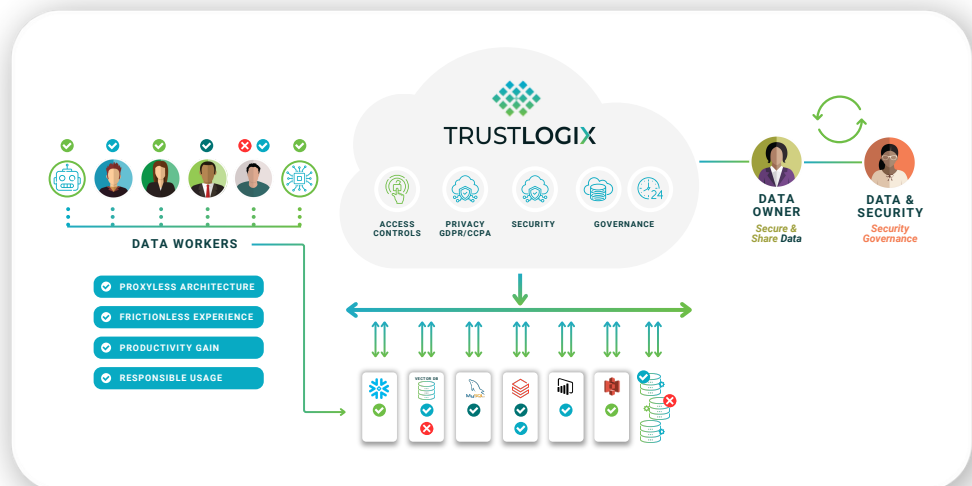 TRUSTLOGIX
24
ACCESS
CONTROLS
PRIVACY
GDPR/CCPA
SECURITY
GOVERNANCE
DATA
OWNER
Secure &
Share Data
DATA &
SECURITY
Security
Governance
DATA WORKERS
PROXYLESS ARCHITECTURE
FRICTIONLESS EXPERIENCE
PRODUCTIVITY GAIN
RESPONSIBLE USAGE
VECTOR DB
MySQL